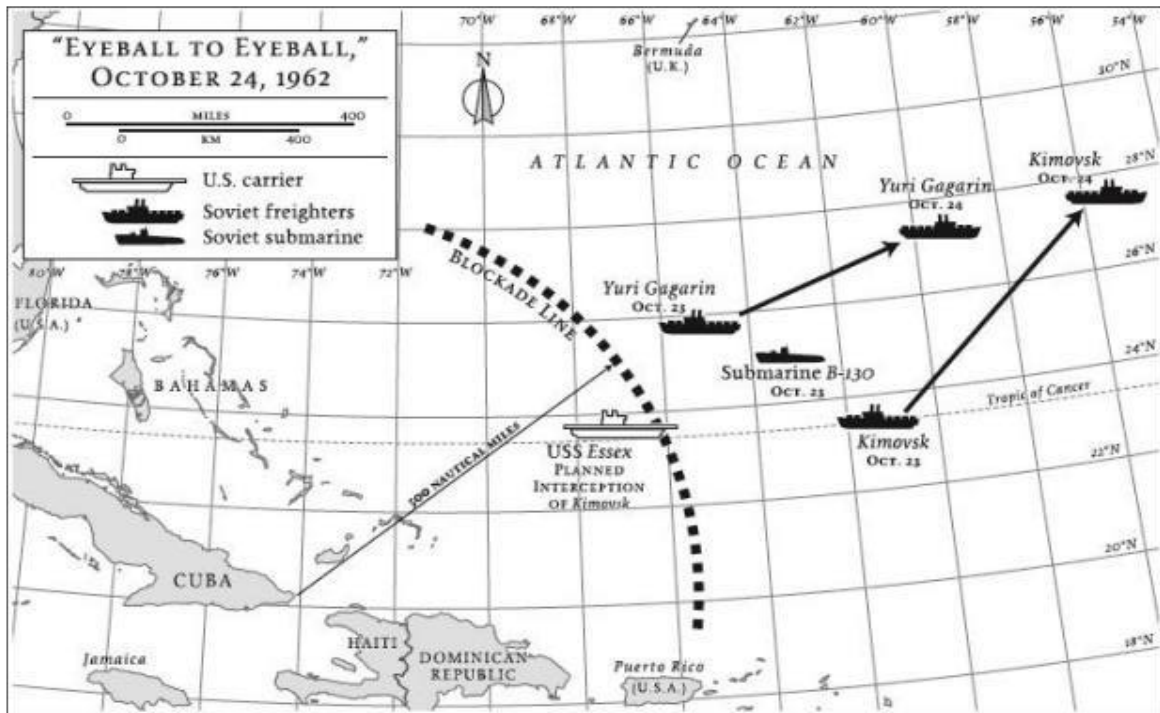 "EYEBALL TO EYEBALL,"
OCTOBER 24, 1962
0 MILES 400
0 KM 400
U.S. carrier
Soviet freighters
Soviet submarine
70°W 68°W 66°W 64°W 62°W 60°W 58°W 56°W 54°W
Bermuda
(U.K.)
N
30°N
ATLANTIC OCEAN
Kimovsk
OCT. 24
28°N
Yuri Gagarin
OCT. 24
80°W 78°W 76°W 74°W 72°W
BLOCKADE LINE
26°N
FLORIDA
(U.S.A.)
Yuri Gagarin
OCT. 23
24°N
Submarine B-130
OCT. 23
BAHAMAS
Tropic of Cancer
Kimovsk
OCT. 23
USS Essex
PLANNED
INTERCEPTION
OF Kimovsk
22°N
500 NAUTICAL MILES
20°N
CUBA
HAITI
DOMINICAN
REPUBLIC
18°N
Jamaica
Puerto Rico
(U.S.A.)